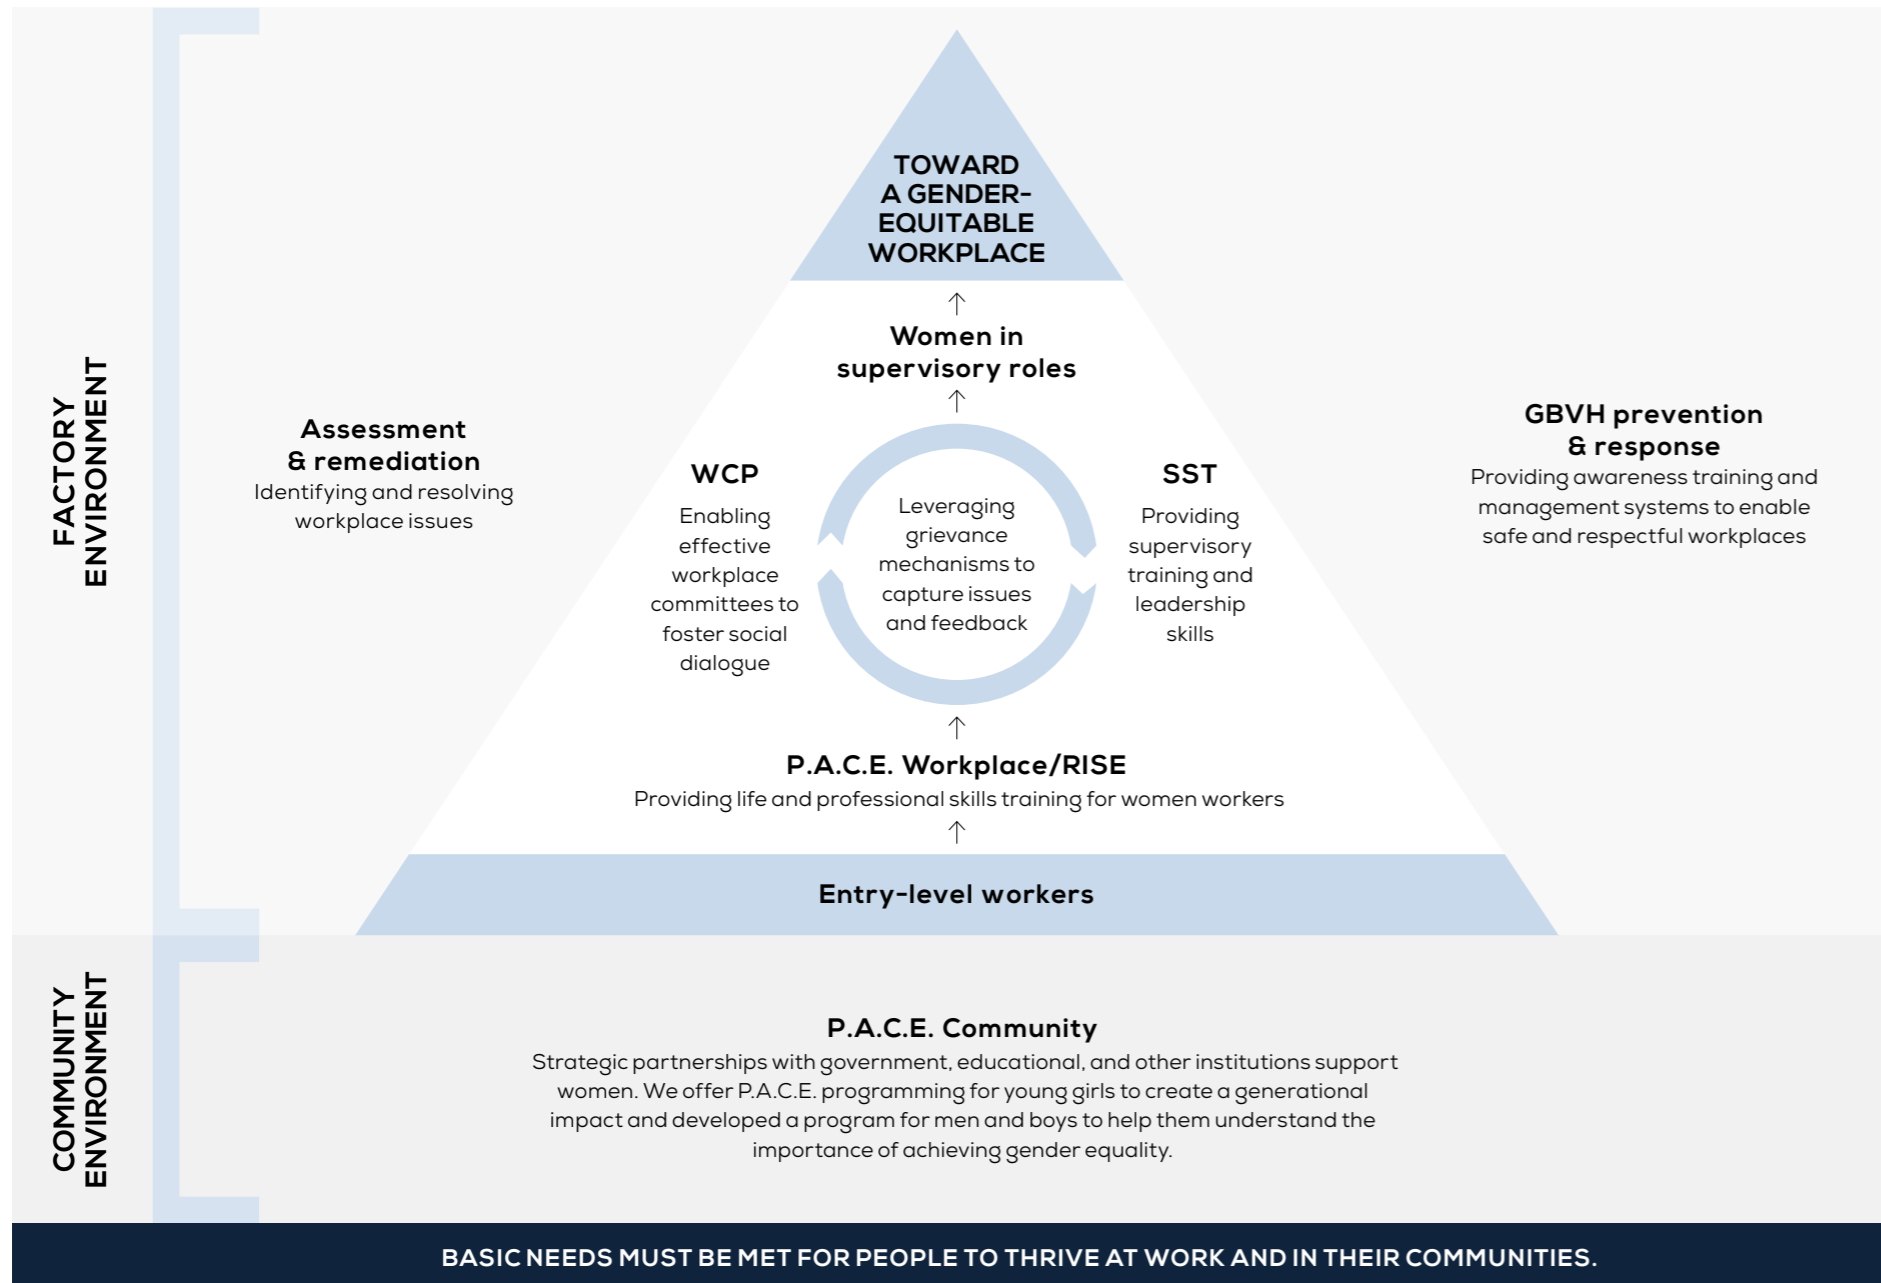 TOWARD
A GENDER-
EQUITABLE
WORKPLACE
Women in
supervisory roles
FACTORY
ENVIRONMENT
Assessment
& remediation
Identifying and resolving
workplace issues
WCP
Enabling
effective
workplace
committees to
foster social
dialogue
Leveraging
grievance
mechanisms to
capture issues
and feedback
SST
Providing
supervisory
training and
leadership
skills
GBVH prevention
& response
Providing awareness training and
management systems to enable
safe and respectful workplaces
P.A.C.E. Workplace/RISE
Providing life and professional skills training for women workers
Entry-level workers
COMMUNITY
ENVIRONMENT
P.A.C.E. Community
Strategic partnerships with government, educational, and other institutions support
women. We offer P.A.C.E. programming for young girls to create a generational
impact and developed a program for men and boys to help them understand the
importance of achieving gender equality.
BASIC NEEDS MUST BE MET FOR PEOPLE TO THRIVE AT WORK AND IN THEIR COMMUNITIES.